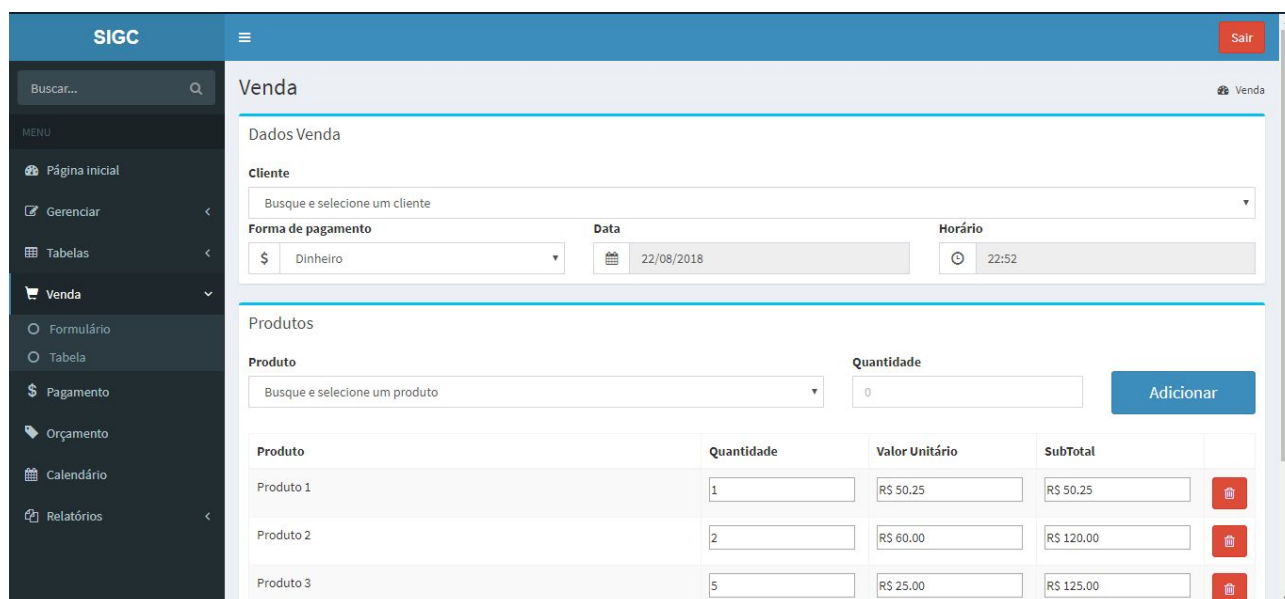 SIGC
Sair
Buscar...
Venda
Venda
MENU
Página inicial
Gerenciar
Tabelas
Venda
Formulário
Tabela
Pagamento
Orçamento
Calendário
Relatórios
Dados Venda
Cliente
Busque e selecione um cliente
Forma de pagamento Data Horário
$ Dinheiro 22/08/2018 22:52
Produtos
Produto Quantidade
Busque e selecione um produto 0 Adicionar
Produto Quantidade Valor Unitário SubTotal
Produto 1 1 R$ 50.25 R$ 50.25
Produto 2 2 R$ 60.00 R$ 120.00
Produto 3 5 R$ 25.00 R$ 125.00